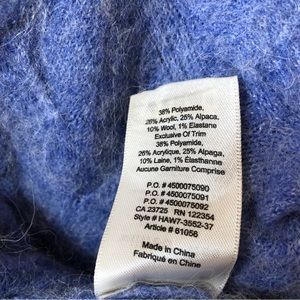 38% Polyamide,
26% Acrylic, 25% Alpaca,
10% Wool, 1% Elastane
Exclusive Of Trim
38% Polyamide,
26% Acrylique, 25% Alpaga,
10% Laine, 1% Élasthanne
Aucune Garniture Comprise
P.O. # 4500075090
P.O. # 4500075091
P.O. # 4500075092
CA 23725 RN 122354
Style # HAW7-3552-37
Article # 61056
Made in China
Fabriqué en Chine